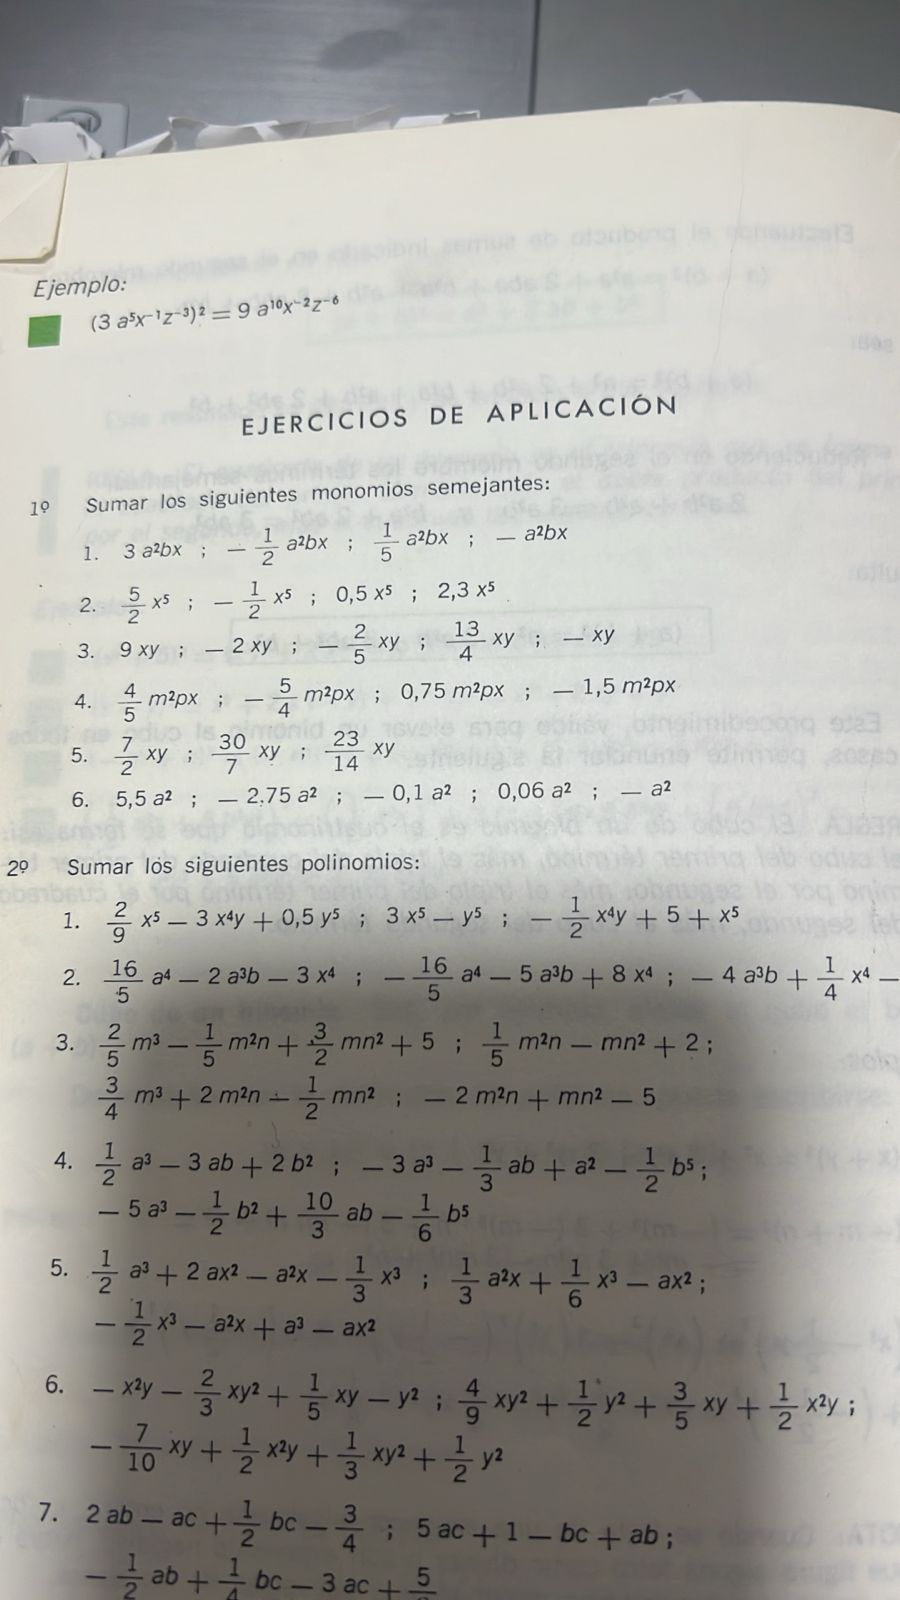 Ejemplo:
(3 a⁵x⁻¹z⁻³)² = 9 a¹⁰x⁻²z⁻⁶
EJERCICIOS DE APLICACIÓN
1º Sumar los siguientes monomios semejantes:
1. 3 a²bx ; — 1/2 a²bx ; 1/5 a²bx ; — a²bx
2. 5/2 x⁵ ; — 1/2 x⁵ ; 0,5 x⁵ ; 2,3 x⁵
3. 9 xy ; — 2 xy ; — 2/5 xy ; 13/4 xy ; — xy
4. 4/5 m²px ; — 5/4 m²px ; 0,75 m²px ; — 1,5 m²px
5. 7/2 xy ; 30/7 xy ; 23/14 xy
6. 5,5 a² ; — 2,75 a² ; — 0,1 a² ; 0,06 a² ; — a²
2º Sumar los siguientes polinomios:
1. 2/9 x⁵ — 3 x⁴y + 0,5 y⁵ ; 3 x⁵ — y⁵ ; — 1/2 x⁴y + 5 + x⁵
2. 16/5 a⁴ — 2 a³b — 3 x⁴ ; — 16/5 a⁴ — 5 a³b + 8 x⁴ ; — 4 a³b + 1/4 x⁴ —
3. 2/5 m³ — 1/5 m²n + 3/2 mn² + 5 ; 1/5 m²n — mn² + 2 ;
3/4 m³ + 2 m²n — 1/2 mn² ; — 2 m²n + mn² — 5
4. 1/2 a³ — 3 ab + 2 b² ; — 3 a³ — 1/3 ab + a² — 1/2 b⁵ ;
— 5 a³ — 1/2 b² + 10/3 ab — 1/6 b⁵
5. 1/2 a³ + 2 ax² — a²x — 1/3 x³ ; 1/3 a²x + 1/6 x³ — ax² ;
— 1/2 x³ — a²x + a³ — ax²
6. — x²y — 2/3 xy² + 1/5 xy — y² ; 4/9 xy² + 1/2 y² + 3/5 xy + 1/2 x²y ;
— 7/10 xy + 1/2 x²y + 1/3 xy² + 1/2 y²
7. 2 ab — ac + 1/2 bc — 3/4 ; 5 ac + 1 — bc + ab ;
— 1/2 ab + 1/4 bc — 3 ac +